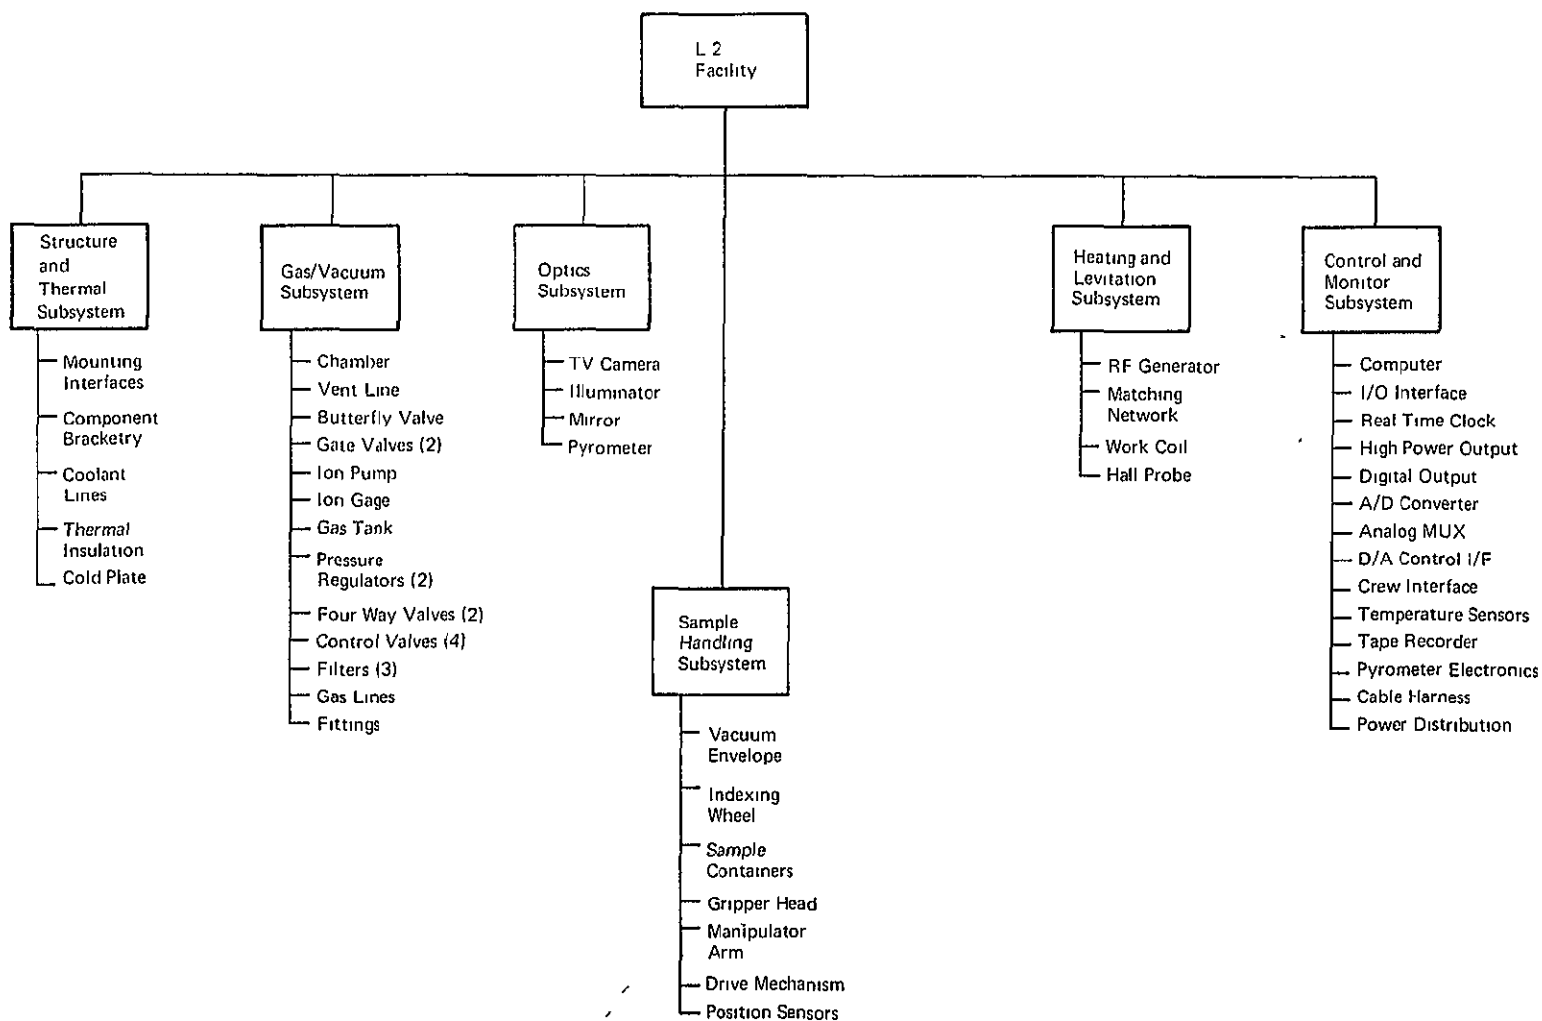 L 2
Facility
Structure
and
Thermal
Subsystem
Mounting
Interfaces
Component
Bracketry
Coolant
Lines
Thermal
Insulation
Cold Plate
Gas/Vacuum
Subsystem
Chamber
Vent Line
Butterfly Valve
Gate Valves (2)
Ion Pump
Ion Gage
Gas Tank
Pressure
Regulators (2)
Four Way Valves (2)
Control Valves (4)
Filters (3)
Gas Lines
Fittings
Optics
Subsystem
TV Camera
Illuminator
Mirror
Pyrometer
Sample
Handling
Subsystem
Vacuum
Envelope
Indexing
Wheel
Sample
Containers
Gripper Head
Manipulator
Arm
Drive Mechanism
Position Sensors
Heating and
Levitation
Subsystem
RF Generator
Matching
Network
Work Coil
Hall Probe
Control and
Monitor
Subsystem
Computer
I/O Interface
Real Time Clock
High Power Output
Digital Output
A/D Converter
Analog MUX
D/A Control I/F
Crew Interface
Temperature Sensors
Tape Recorder
Pyrometer Electronics
Cable Harness
Power Distribution